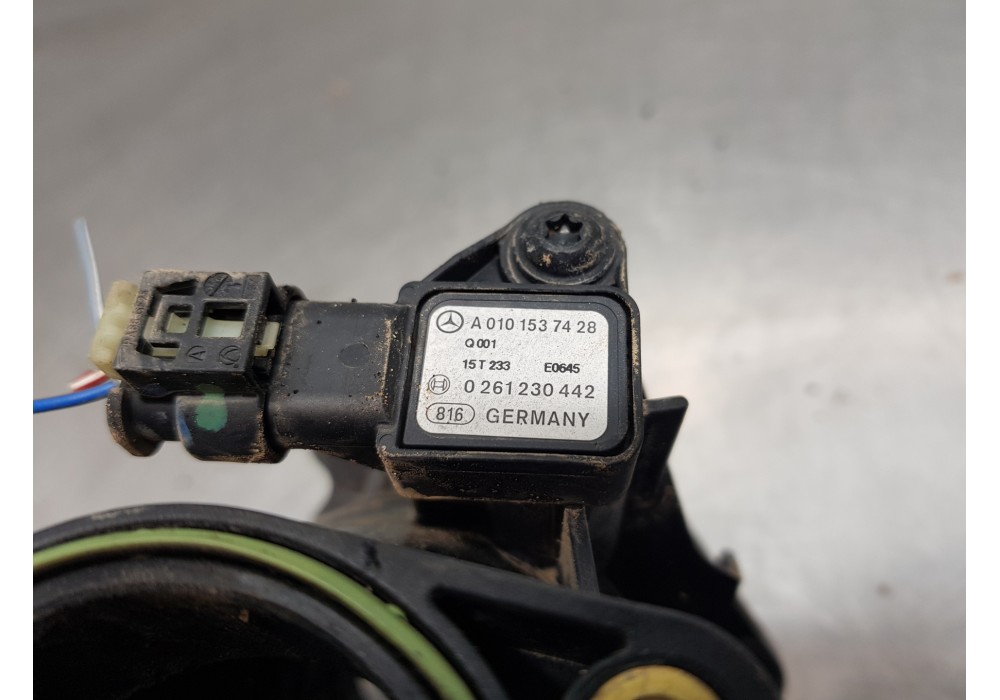 A 010 153 74 28
Q 001
15 T 233 E0645
0 261 230 442
816 GERMANY